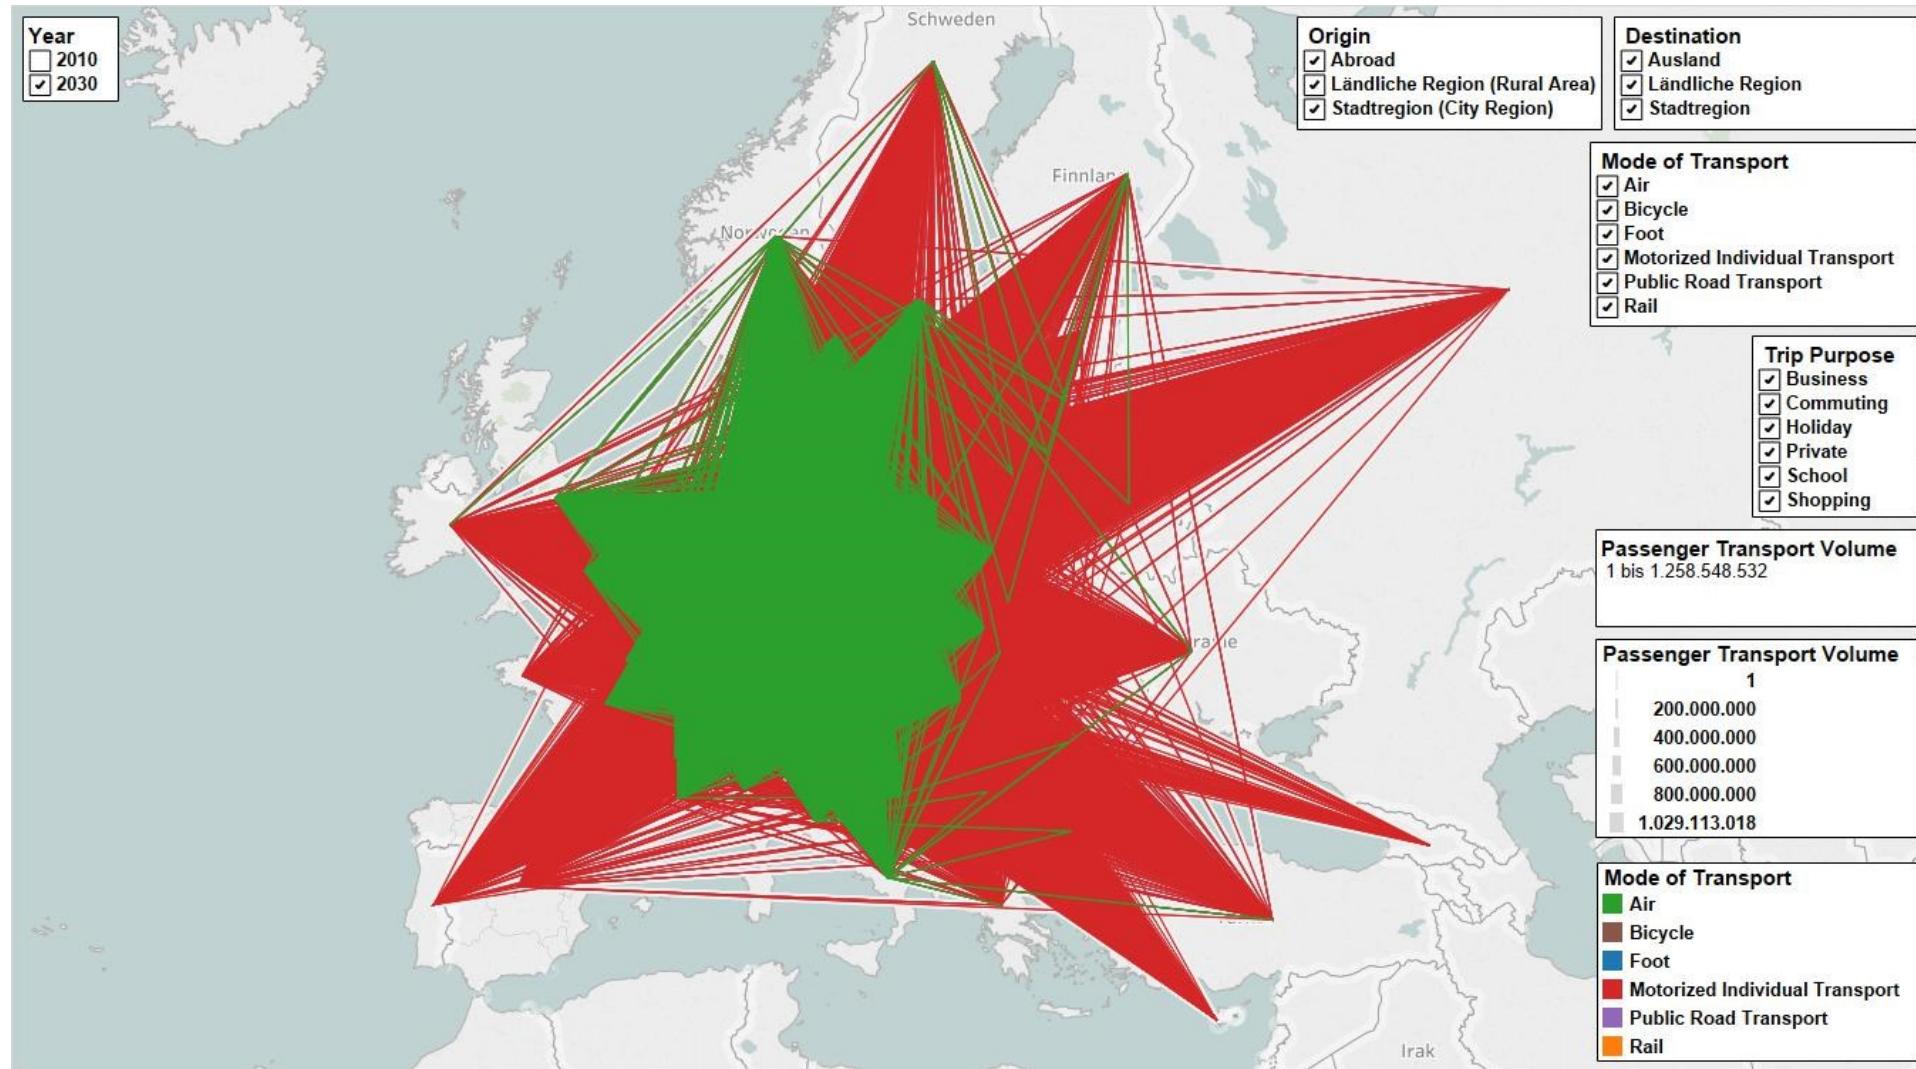 Year
2010
2030
Schweden
Finnlan
Norwegen
raine
Irak
Origin
Abroad
Ländliche Region (Rural Area)
Stadtregion (City Region)
Destination
Ausland
Ländliche Region
Stadtregion
Mode of Transport
Air
Bicycle
Foot
Motorized Individual Transport
Public Road Transport
Rail
Trip Purpose
Business
Commuting
Holiday
Private
School
Shopping
Passenger Transport Volume
1 bis 1.258.548.532
Passenger Transport Volume
1
200.000.000
400.000.000
600.000.000
800.000.000
1.029.113.018
Mode of Transport
Air
Bicycle
Foot
Motorized Individual Transport
Public Road Transport
Rail